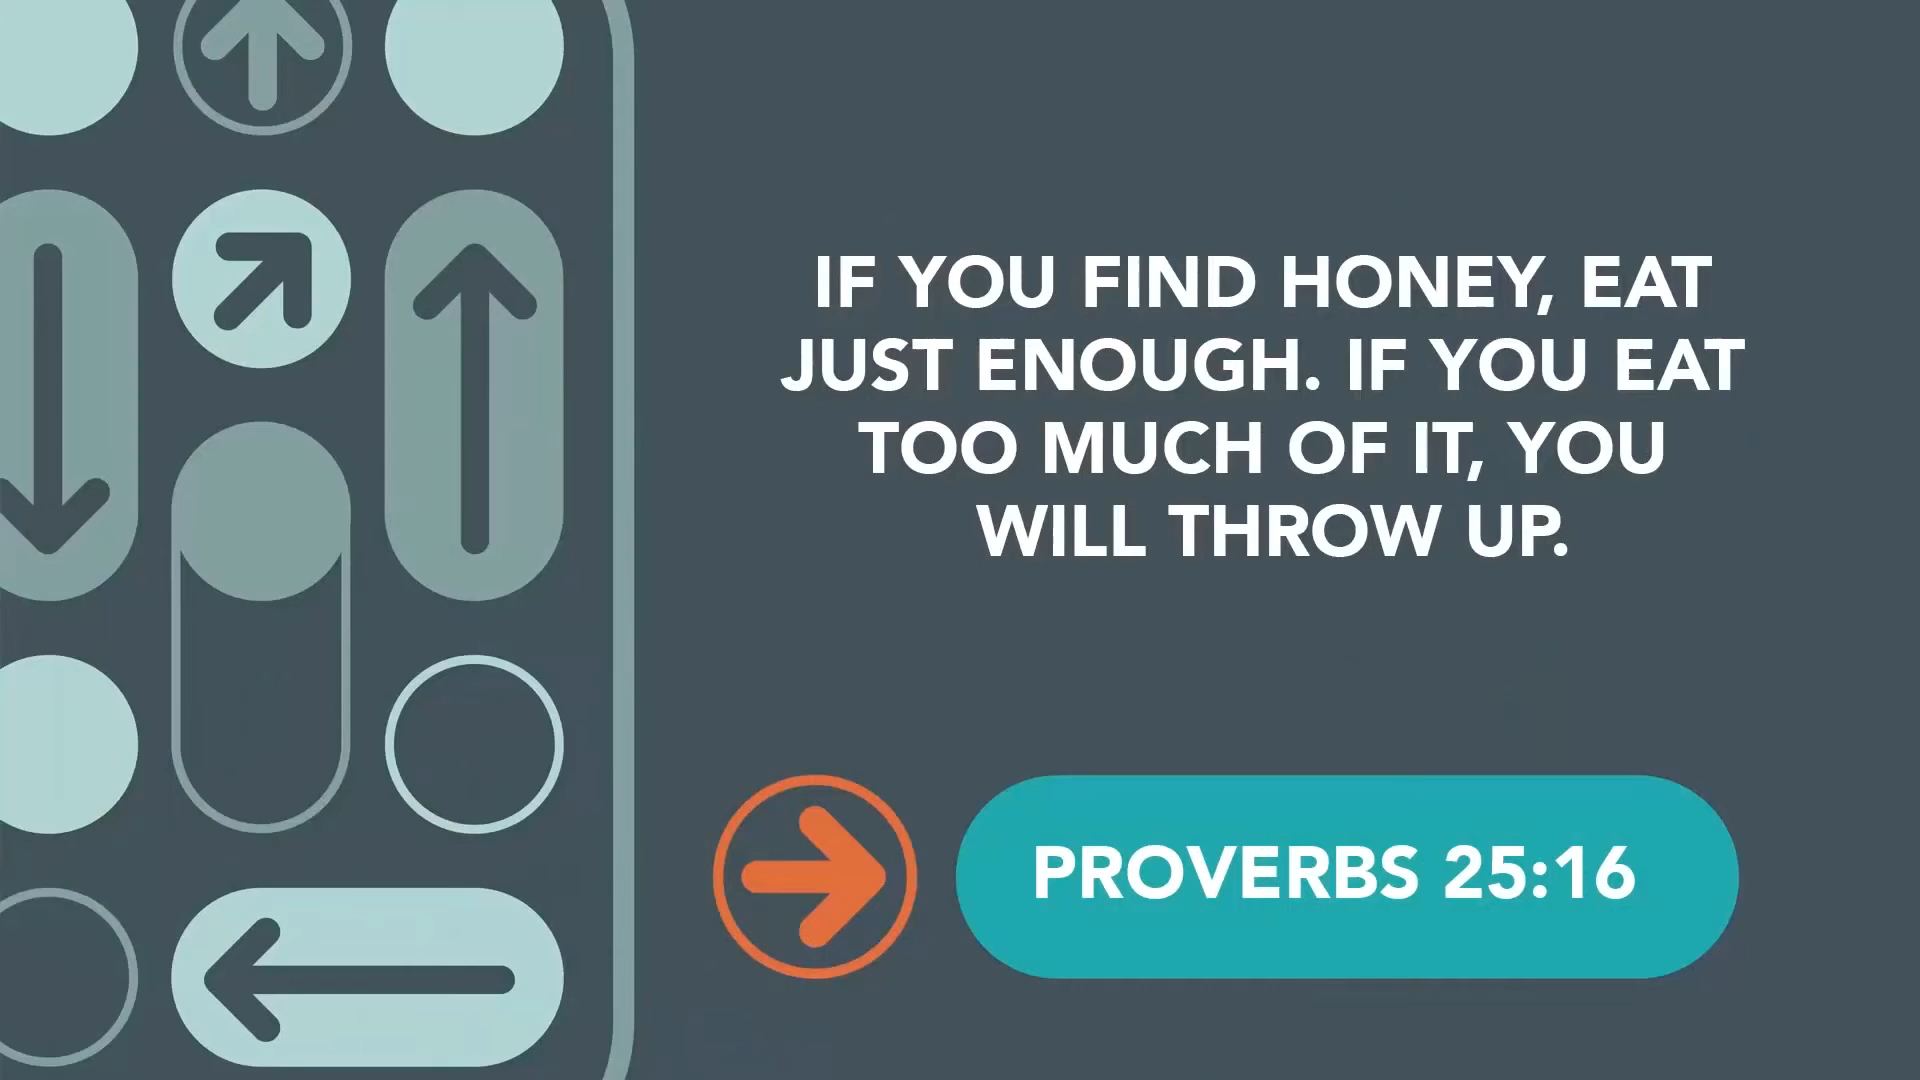 IF YOU FIND HONEY, EAT
JUST ENOUGH. IF YOU EAT
TOO MUCH OF IT, YOU
WILL THROW UP.
PROVERBS 25:16